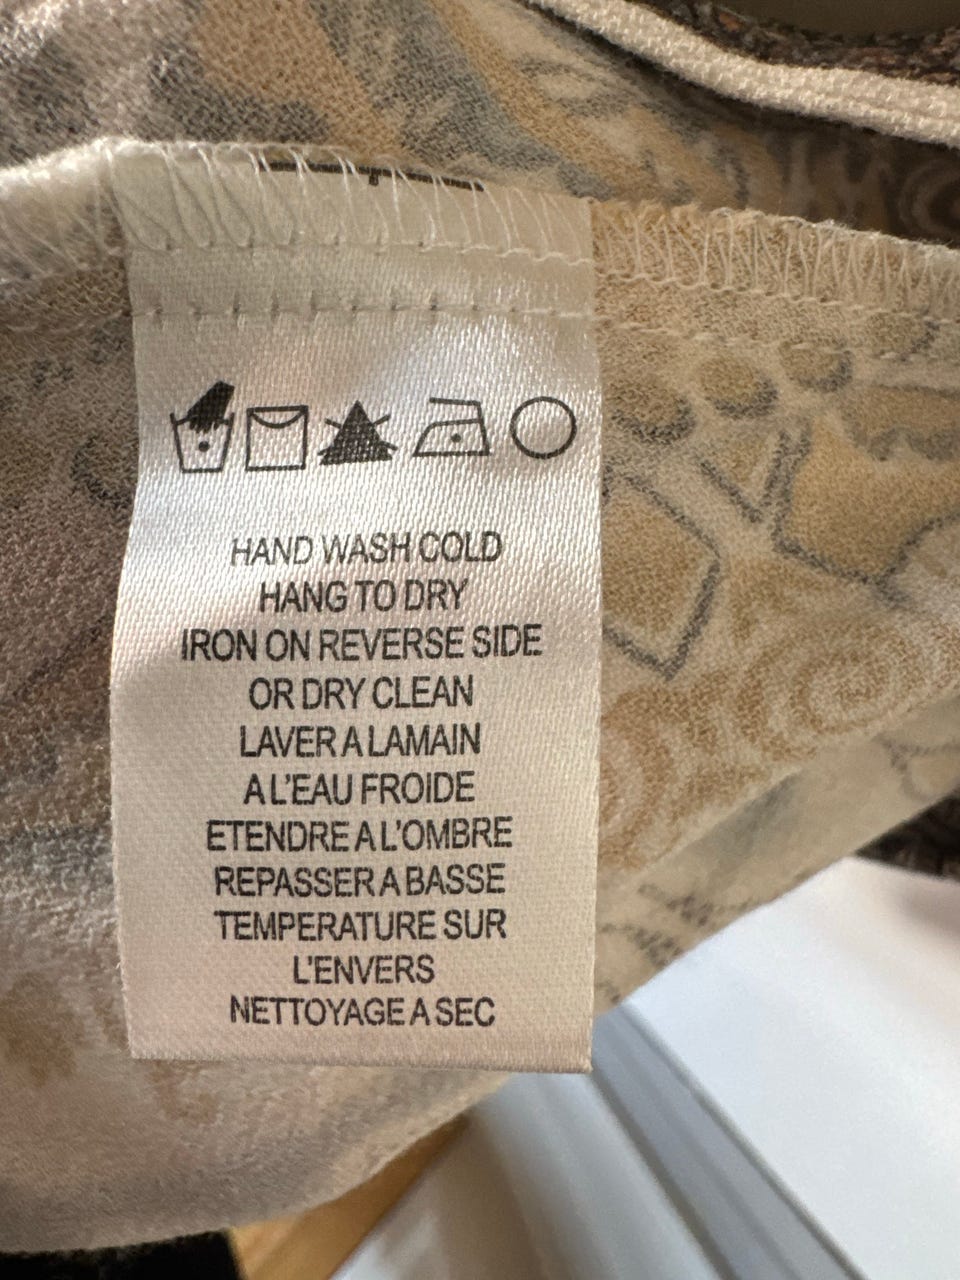 HAND WASH COLD
HANG TO DRY
IRON ON REVERSE SIDE
OR DRY CLEAN
LAVER A LAMAIN
A L'EAU FROIDE
ETENDRE A L'OMBRE
REPASSER A BASSE
TEMPERATURE SUR
L'ENVERS
NETTOYAGE A SEC